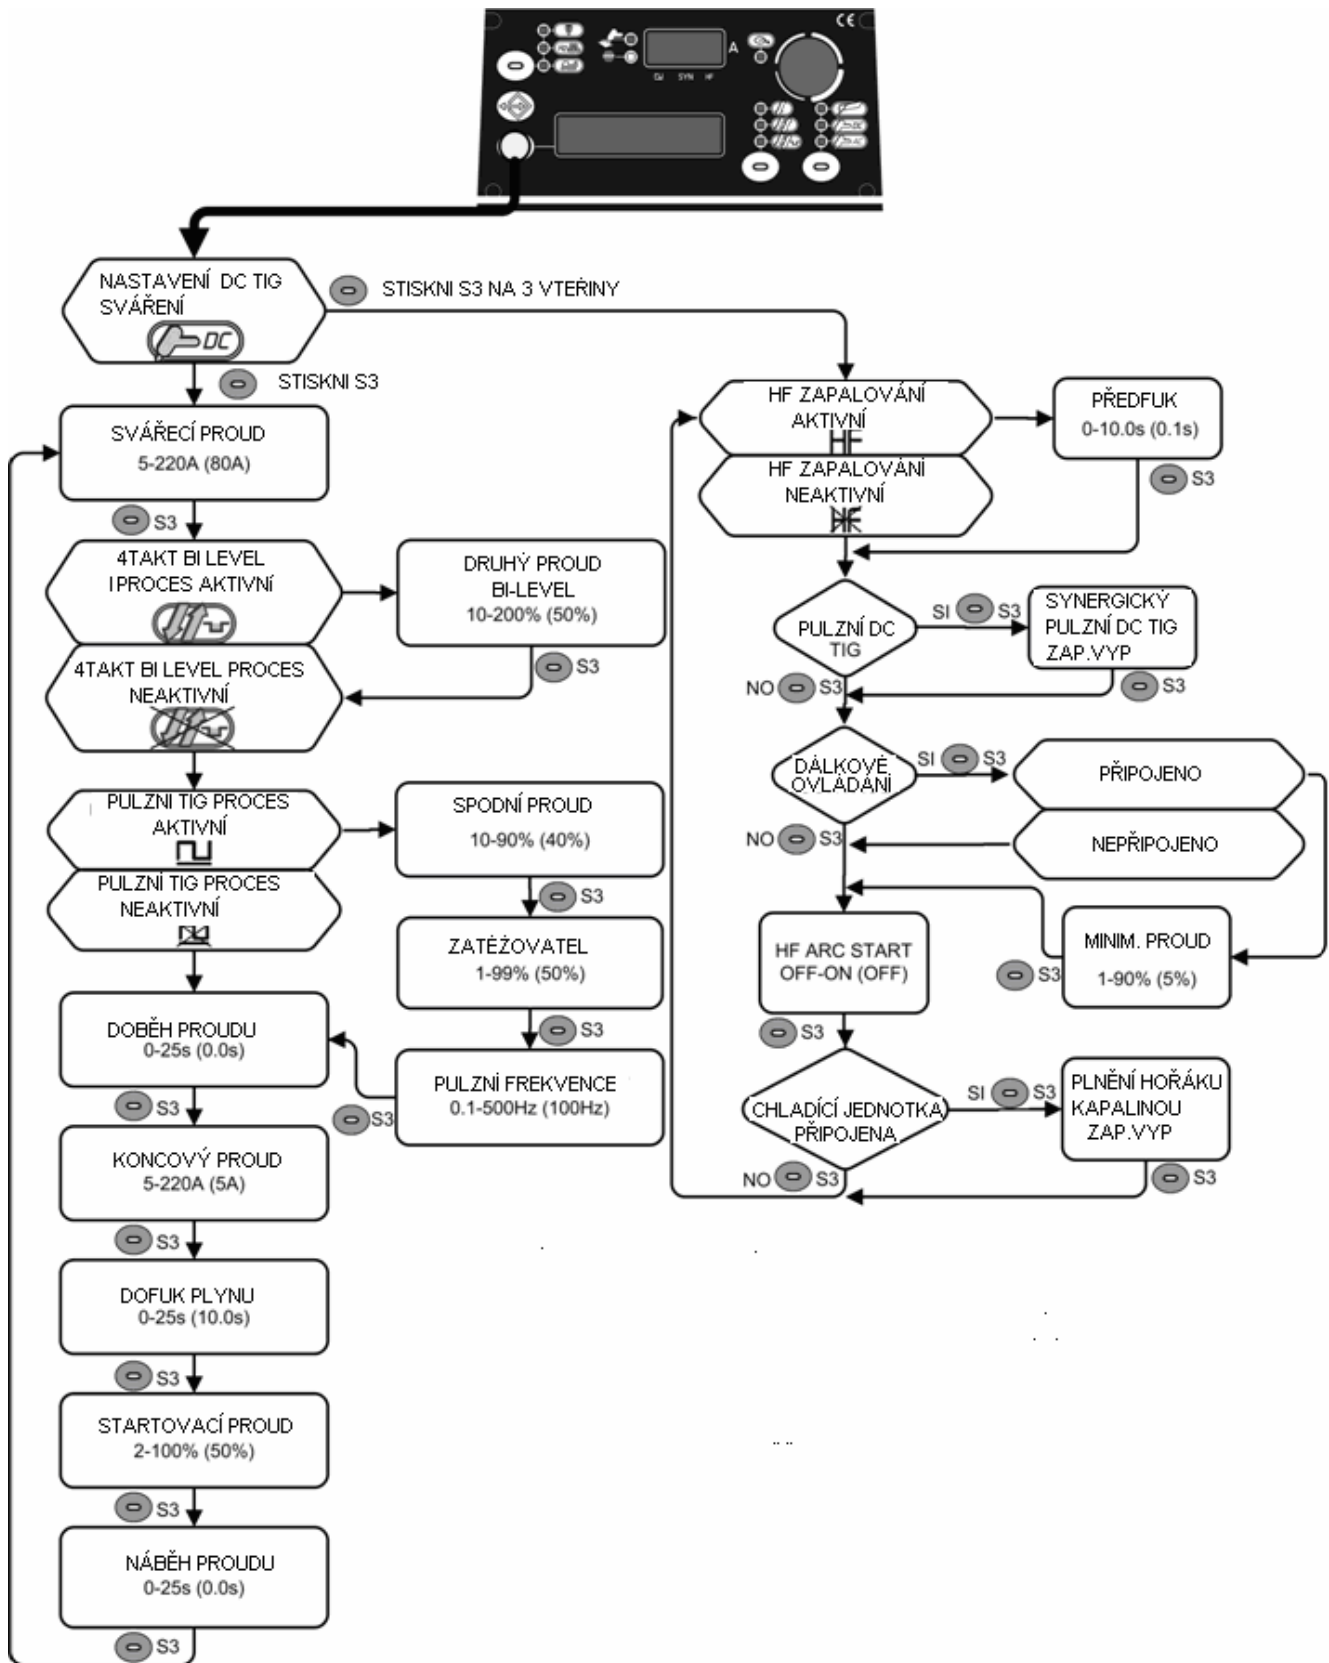 CE
A
SYN HF
NASTAVENÍ DC TIG
SVÁŘENÍ
DC
STISKNI S3 NA 3 VTEŘINY
STISKNI S3
SVÁŘECÍ PROUD
5-220A (80A)
S3
4TAKT BI LEVEL
I PROCES AKTIVNÍ
DRUHÝ PROUD
BI-LEVEL
10-200% (50%)
S3
4TAKT BI LEVEL PROCES
NEAKTIVNÍ
PULZNI TIG PROCES
AKTIVNÍ
SPODNÍ PROUD
10-90% (40%)
S3
PULZNÍ TIG PROCES
NEAKTIVNÍ
ZATĚŽOVATEL
1-99% (50%)
S3
PULZNÍ FREKVENCE
0.1-500Hz (100Hz)
S3
DOBĚH PROUDU
0-25s (0.0s)
S3
KONCOVÝ PROUD
5-220A (5A)
S3
DOFUK PLYNU
0-25s (10.0s)
S3
STARTOVACÍ PROUD
2-100% (50%)
S3
NÁBĚH PROUDU
0-25s (0.0s)
S3
HF ZAPALOVÁNÍ
AKTIVNÍ
HF
PŘEDFUK
0-10.0s (0.1s)
S3
HF ZAPALOVÁNÍ
NEAKTIVNÍ
HF
PULZNÍ DC
TIG
SI S3
SYNERGICKÝ
PULZNÍ DC TIG
ZAP.VYP
S3
NO S3
DÁLKOVÉ
OVLÁDÁNÍ
SI S3
PŘIPOJENO
NO S3
NEPŘIPOJENO
MINIM. PROUD
1-90% (5%)
S3
HF ARC START
OFF-ON (OFF)
S3
CHLADÍCÍ JEDNOTKA
PŘIPOJENA
SI S3
PLNĚNÍ HOŘÁKU
KAPALINOU
ZAP.VYP
S3
NO S3